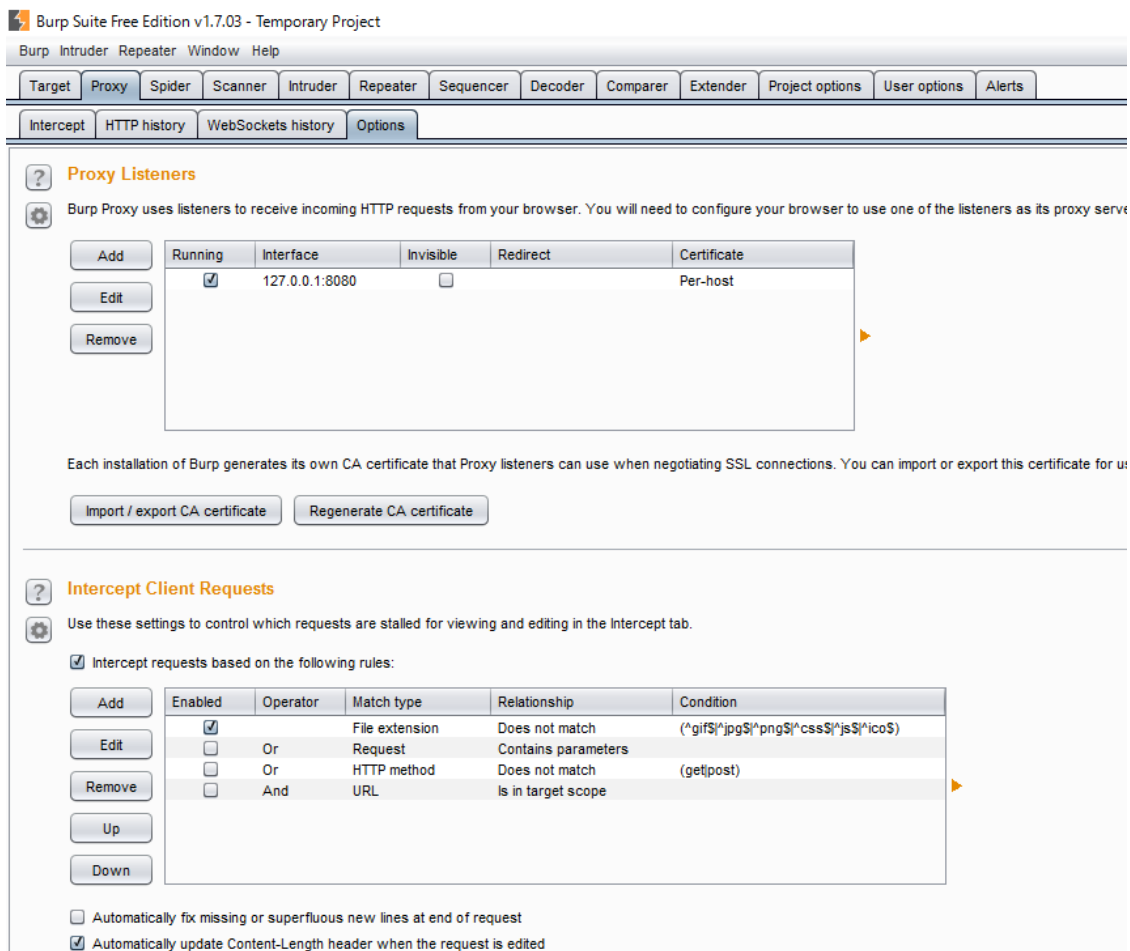 Burp Suite Free Edition v1.7.03 - Temporary Project
Burp Intruder Repeater Window Help
Target Proxy Spider Scanner Intruder Repeater Sequencer Decoder Comparer Extender Project options User options Alerts
Intercept HTTP history WebSockets history Options
? Proxy Listeners
Burp Proxy uses listeners to receive incoming HTTP requests from your browser. You will need to configure your browser to use one of the listeners as its proxy serve
Add
Edit
Remove
Running Interface Invisible Redirect Certificate
127.0.0.1:8080 Per-host
Each installation of Burp generates its own CA certificate that Proxy listeners can use when negotiating SSL connections. You can import or export this certificate for us
Import / export CA certificate Regenerate CA certificate
? Intercept Client Requests
Use these settings to control which requests are stalled for viewing and editing in the Intercept tab.
Intercept requests based on the following rules:
Add
Edit
Remove
Up
Down
Enabled Operator Match type Relationship Condition
File extension Does not match (^gif$|^jpg$|^png$|^css$|^js$|^ico$)
Or Request Contains parameters
Or HTTP method Does not match (get|post)
And URL Is in target scope
Automatically fix missing or superfluous new lines at end of request
Automatically update Content-Length header when the request is edited